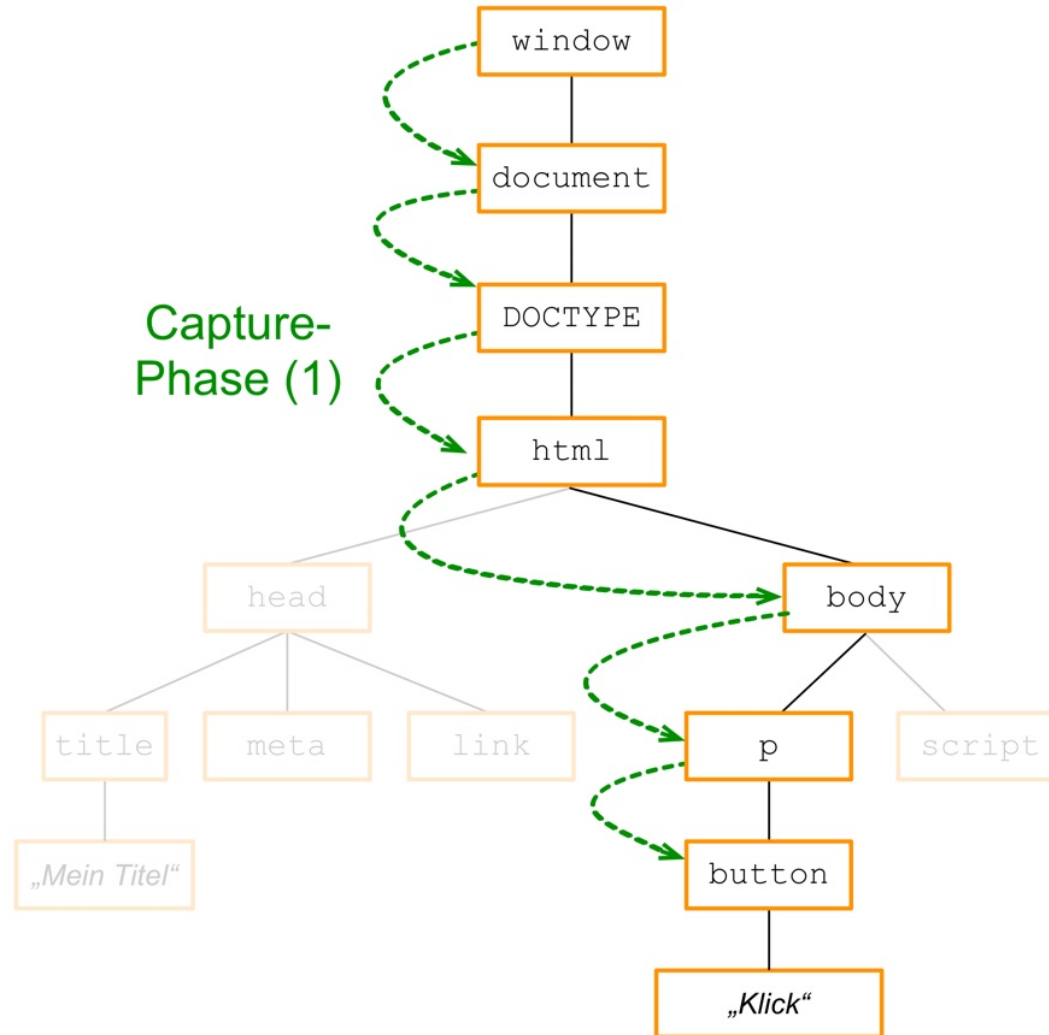 window
document
DOCTYPE
Capture-
Phase (1)
html
head
body
title
meta
link
p
script
„Mein Titel“
button
„Klick“